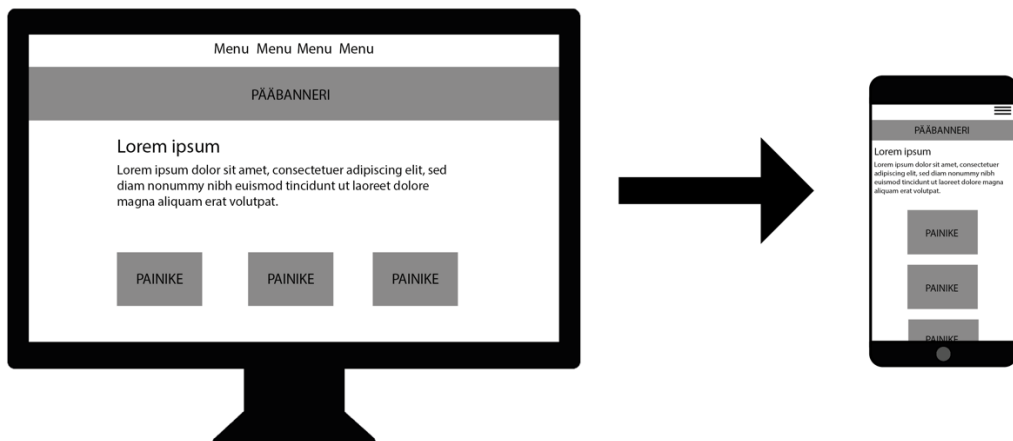 Menu Menu Menu Menu
PÄÄBANNERI
Lorem ipsum
Lorem ipsum dolor sit amet, consectetuer adipiscing elit, sed
diam nonummy nibh euismod tincidunt ut laoreet dolore
magna aliquam erat volutpat.
PAINIKE PAINIKE PAINIKE
PÄÄBANNERI
Lorem ipsum
Lorem ipsum dolor sit amet, consectetuer
adipiscing elit, sed diam nonummy nibh
euismod tincidunt ut laoreet dolore magna
aliquam erat volutpat.
PAINIKE
PAINIKE
PAINIKE